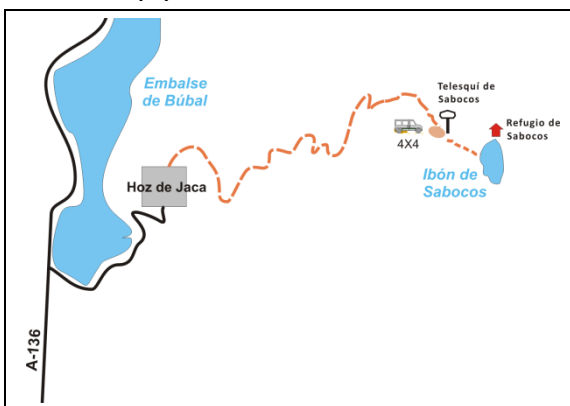 Embalse
de Búbal
Telesquí de
Sabocos
Refugio de
Sabocos
4X4
Hoz de Jaca
Ibón de
Sabocos
A-136